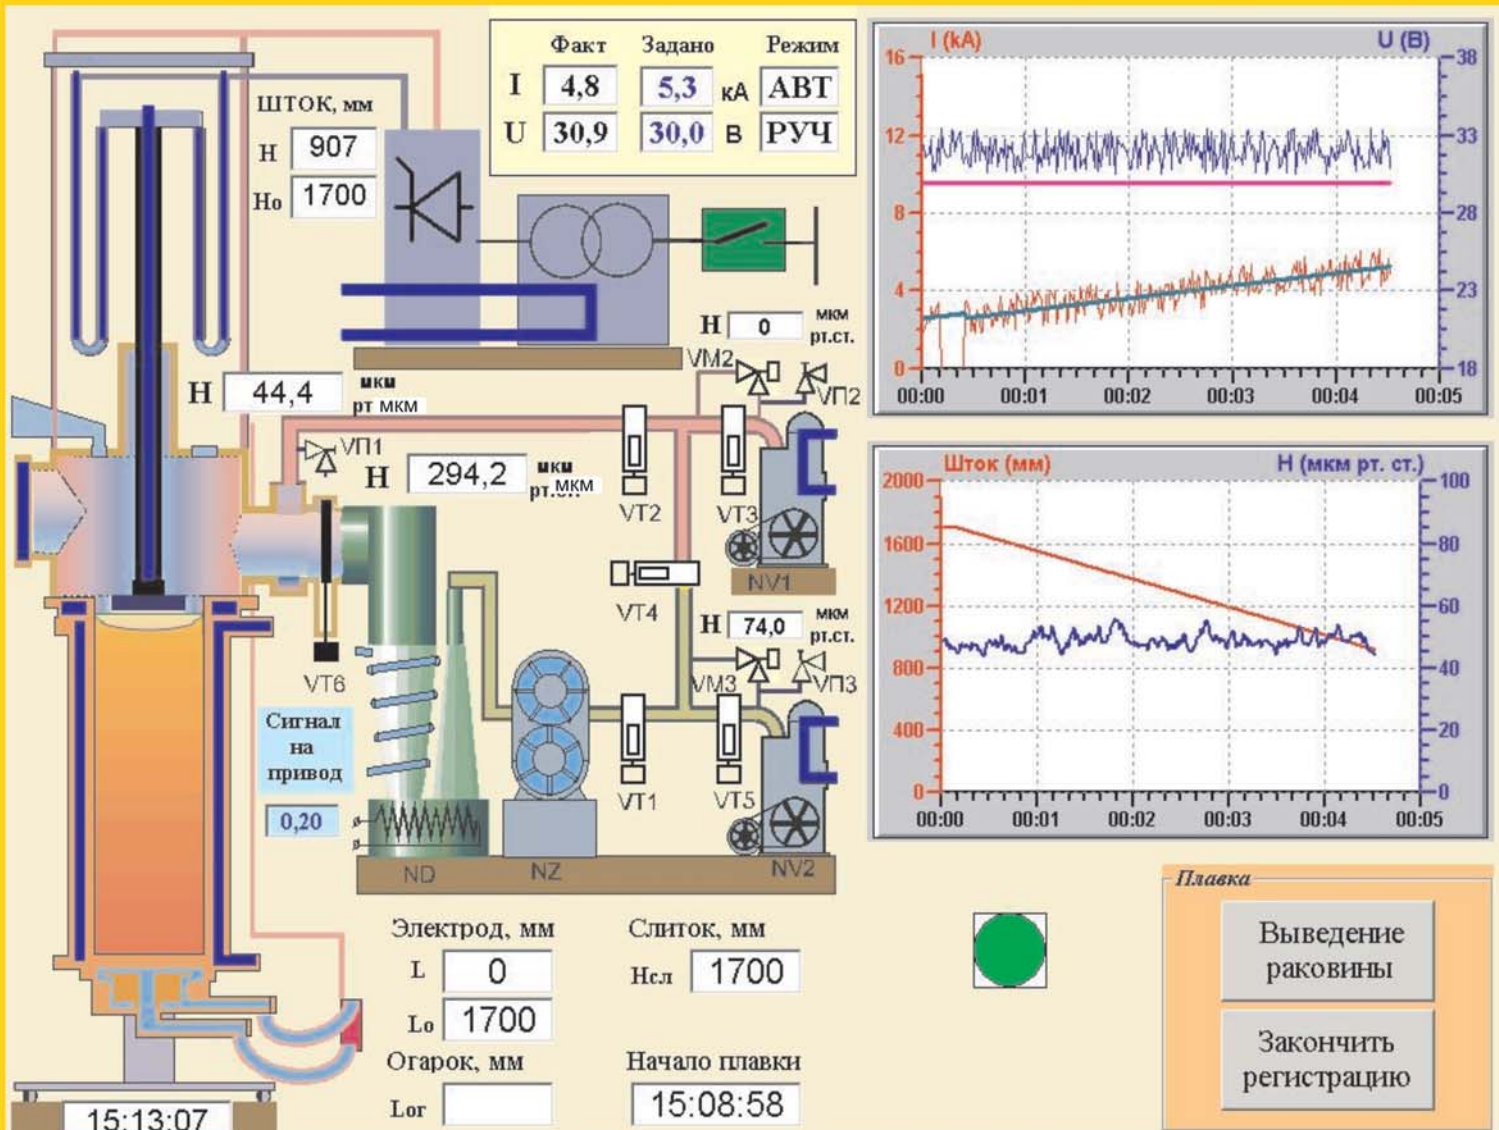 Факт Задано Режим
I 4,8 5,3 кА АВТ
U 30,9 30,0 В РУЧ
ШТОК, мм
Н 907
Но 1700
Н 0 мкм
рт.ст.
VM2
VП2
Н 44,4 мкм
рт мкм
VП1
Н 294,2 мкм
мкм
VT2
VT3
NV1
VT4
Н 74,0 мкм
рт.ст.
VM3
VП3
VT6
Сигнал
на
привод
0,20
VT1
VT5
ND
NZ
NV2
Электрод, мм
L 0
Lо 1700
Огарок, мм
Lог
Слиток, мм
Нсл 1700
Начало плавки
15:08:58
15:13:07
I (kA) U (В)
16 38
12 33
8 28
4 23
0 18
00:00 00:01 00:02 00:03 00:04 00:05
Шток (мм) Н (мкм рт. ст.)
2000 100
1600 80
1200 60
800 40
400 20
0 0
00:00 00:01 00:02 00:03 00:04 00:05
Плавка
Выведение
раковины
Закончить
регистрацию